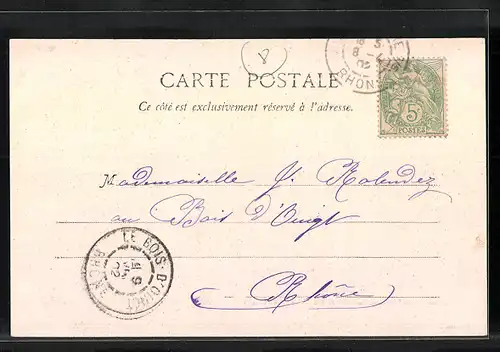 8
RHONE
5
POSTES
CARTE POSTALE
Ce côté est exclusivement réservé à l'adresse.
Mademoiselle
au Bois d'Oingt
Rhône
LE BOIS-D'OINGT
RHONE